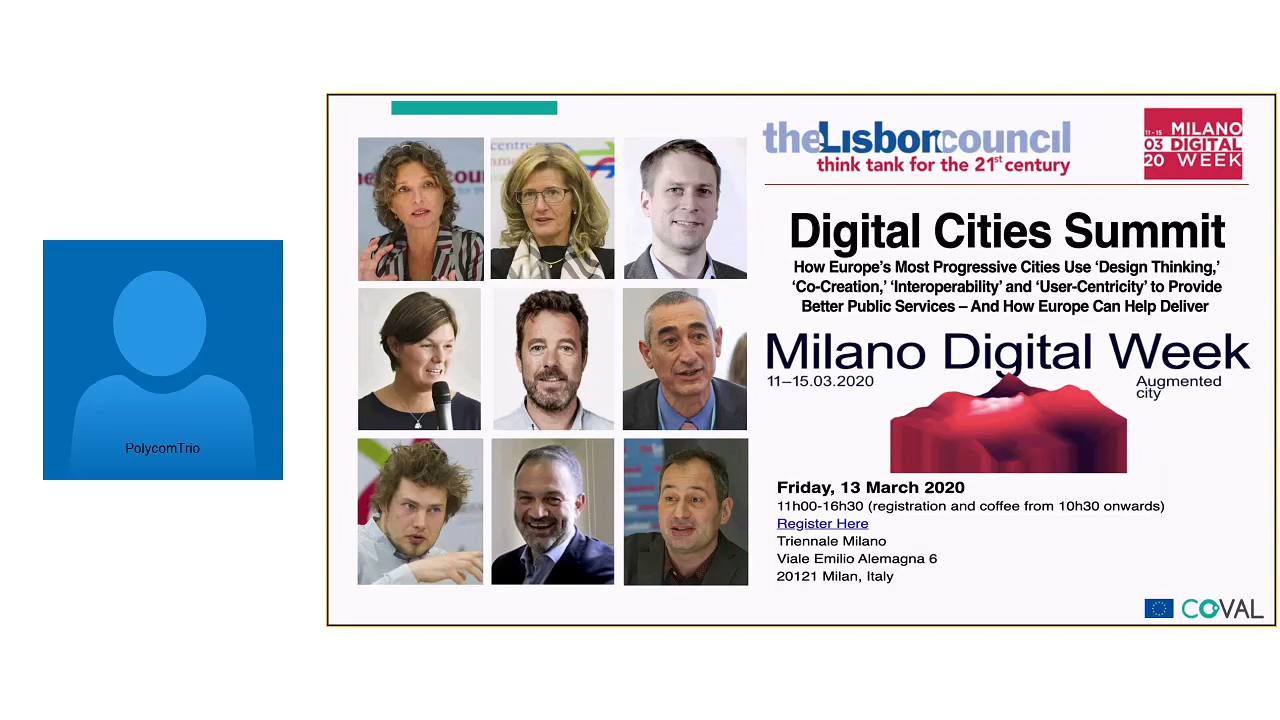 PolycomTrio
theLisboncouncil
think tank for the 21st century
11 - 15
03
20
MILANO
DIGITAL
WEEK
Digital Cities Summit
How Europe's Most Progressive Cities Use ‘Design Thinking,’
‘Co-Creation,’ ‘Interoperability’ and ‘User-Centricity’ to Provide
Better Public Services – And How Europe Can Help Deliver
Milano Digital Week
11–15.03.2020
Augmented
city
Friday, 13 March 2020
11h00-16h30 (registration and coffee from 10h30 onwards)
Register Here
Triennale Milano
Viale Emilio Alemagna 6
20121 Milan, Italy
COVAL